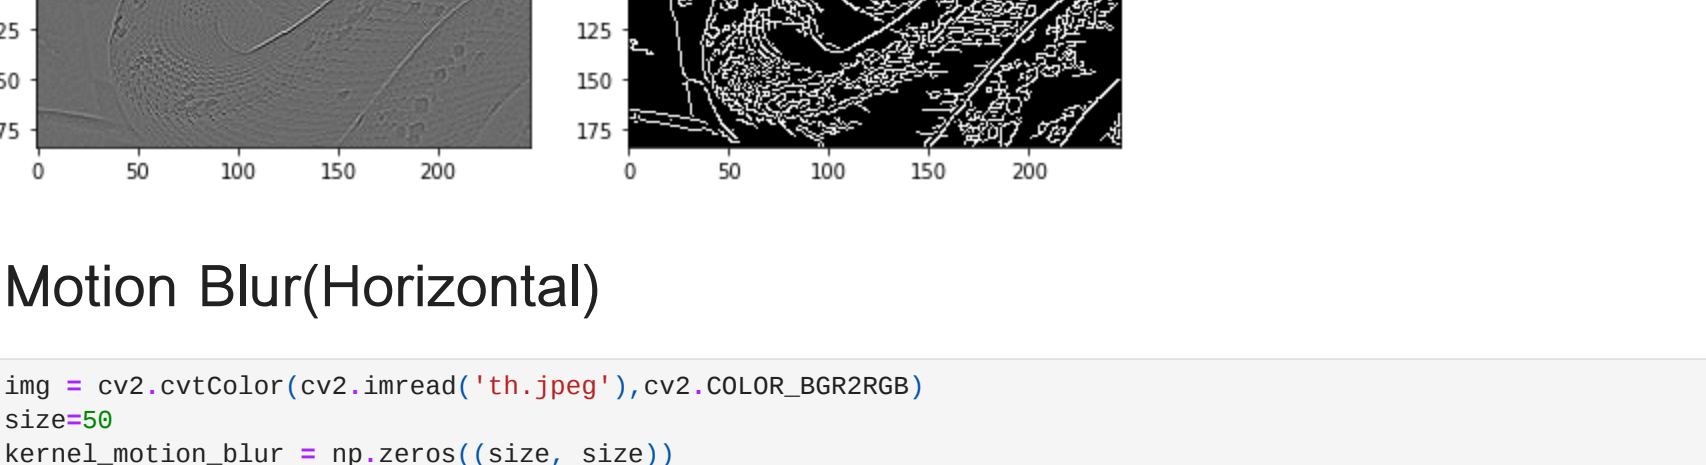 25
50
75
0 50 100 150 200
125
150
175
0 50 100 150 200
Motion Blur(Horizontal)
img = cv2.cvtColor(cv2.imread('th.jpeg'),cv2.COLOR_BGR2RGB)
size=50
kernel_motion_blur = np.zeros((size, size))